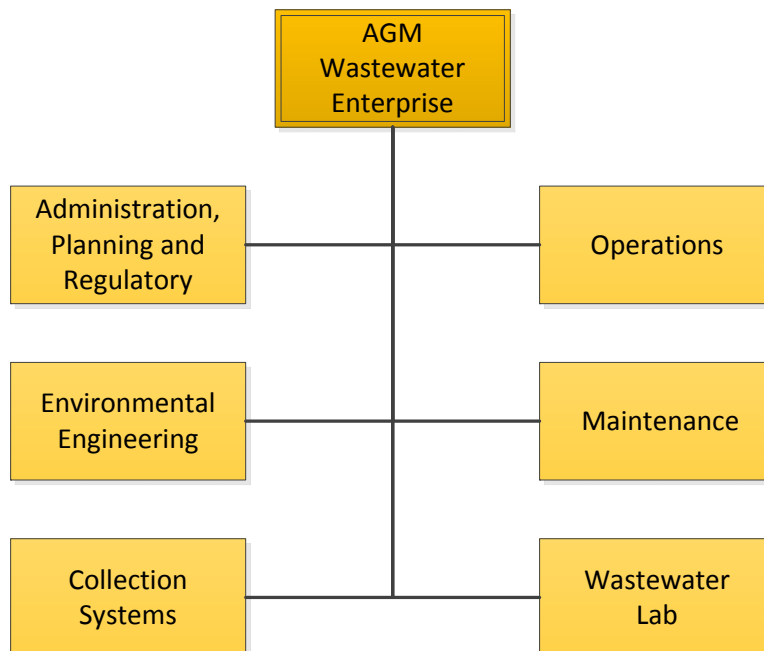 AGM
Wastewater
Enterprise
Administration,
Planning and
Regulatory
Operations
Environmental
Engineering
Maintenance
Collection
Systems
Wastewater
Lab